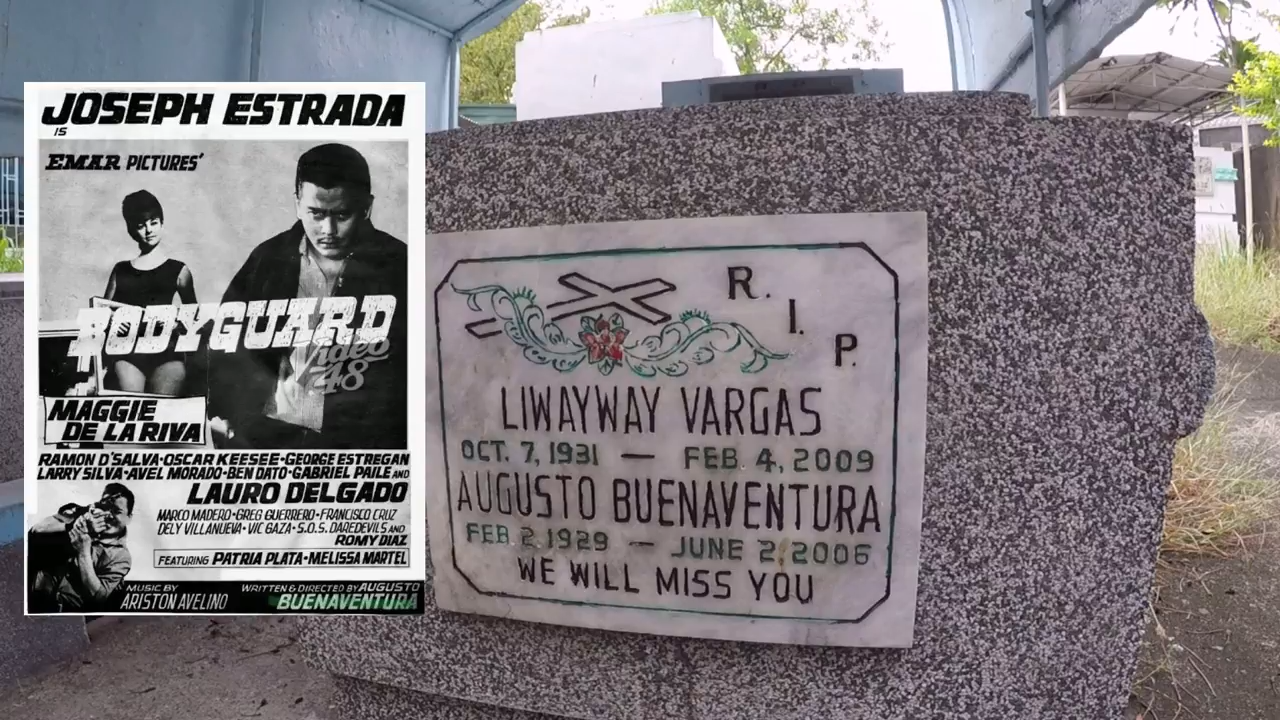 JOSEPH ESTRADA
IS
EMAR PICTURES'
BODYGUARD
Video 48
MAGGIE
DE LA RIVA
RAMON D'SALVA•OSCAR KEESEE•GEORGE ESTREGAN
LARRY SILVA•AVEL MORADO•BEN DATO•GABRIEL PAILE AND
LAURO DELGADO
MARCO MADERO•GREG GUERRERO•FRANCISCO CRUZ
DELY VILLANUEVA•VIC GAZA•S.O.S. DAREDEVILS AND
ROMY DIAZ
FEATURING PATRIA PLATA•MELISSA MARTEL
MUSIC BY
ARISTON AVELINO
WRITTEN & DIRECTED BY AUGUSTO
BUENAVENTURA
R.
I.
P.
LIWAYWAY VARGAS
OCT. 7, 1931 — FEB. 4, 2009
AUGUSTO BUENAVENTURA
FEB. 2, 1929 — JUNE 2, 2006
WE WILL MISS YOU